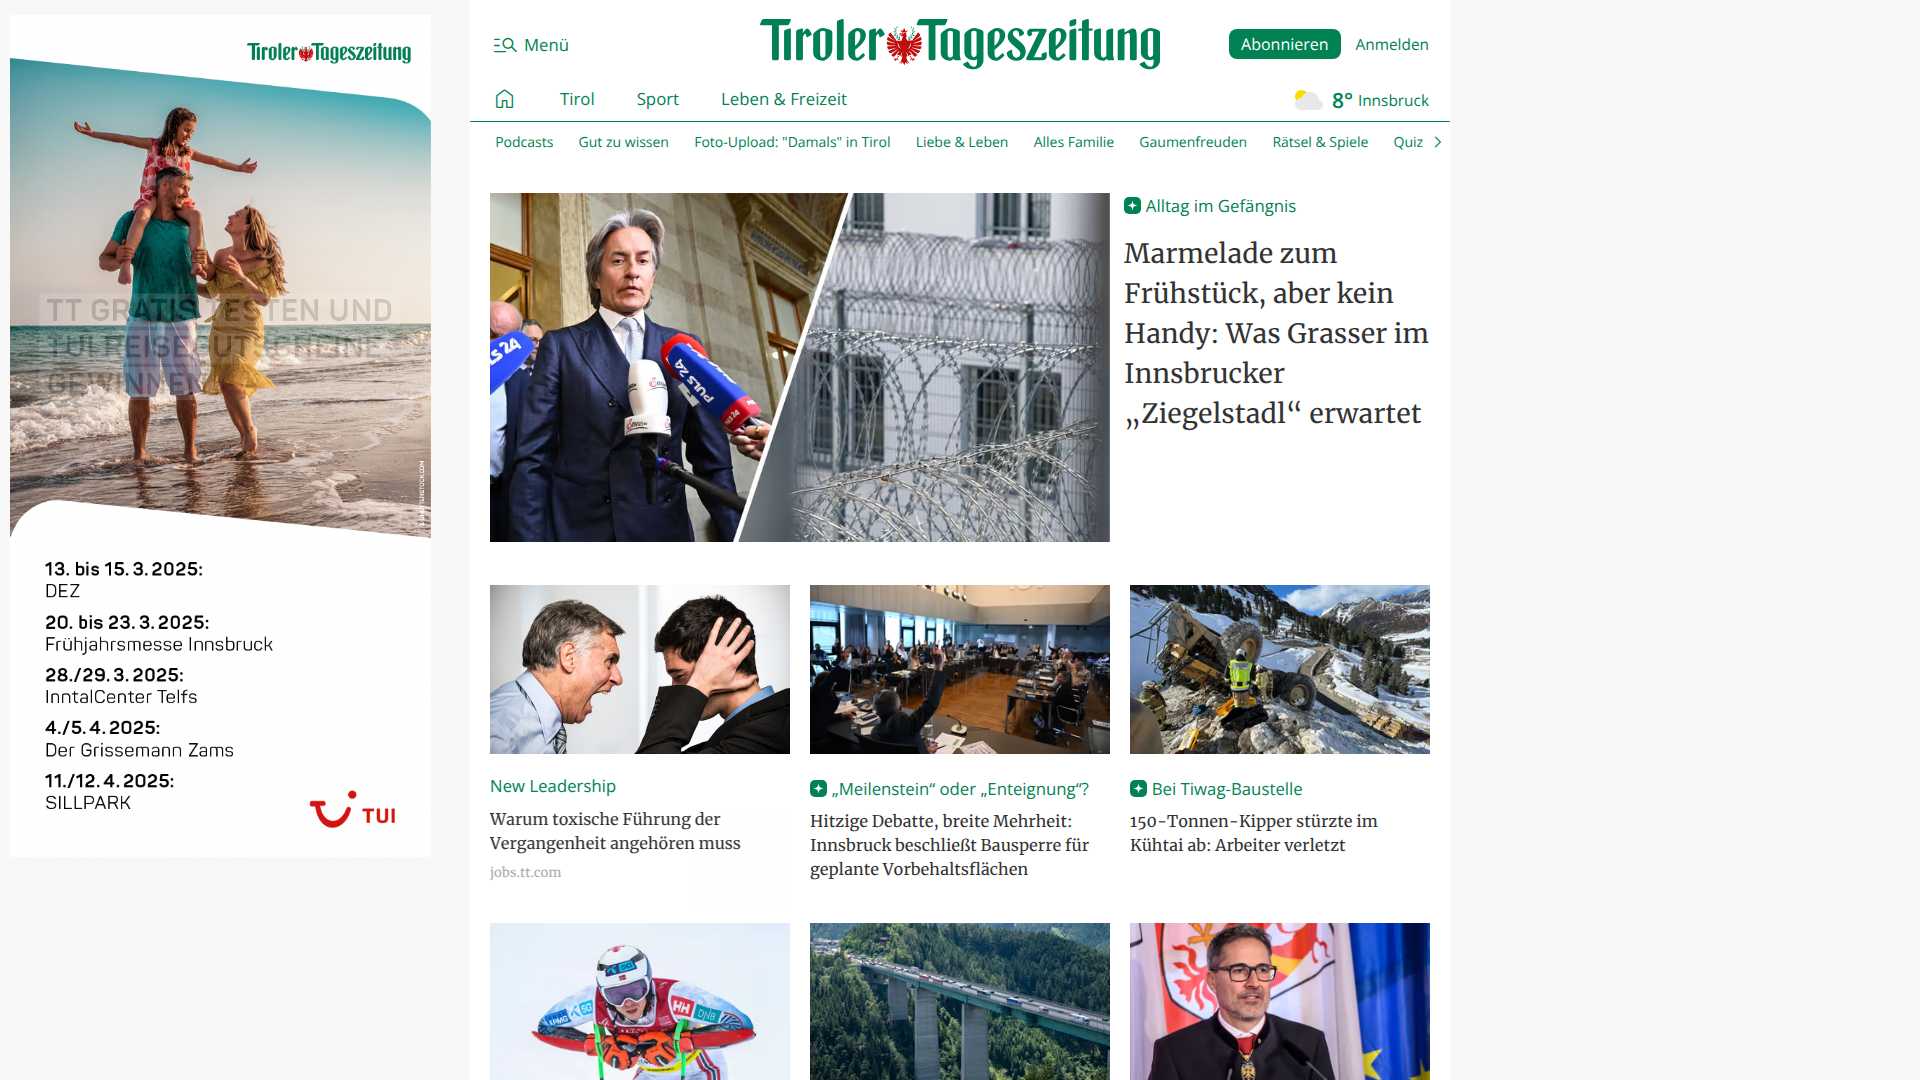 Tiroler Tageszeitung
TT GRATIS TESTEN UND
TUI REISEGUTSCHEINE
GEWINNEN
13. bis 15. 3. 2025:
DEZ
20. bis 23. 3. 2025:
Frühjahrsmesse Innsbruck
28./29. 3. 2025:
InntalCenter Telfs
4./5. 4. 2025:
Der Grissemann Zams
11./12. 4. 2025:
SILLPARK
TUI
Menü
Tiroler Tageszeitung
Abonnieren
Anmelden
Tirol
Sport
Leben & Freizeit
8° Innsbruck
Podcasts
Gut zu wissen
Foto-Upload: "Damals" in Tirol
Liebe & Leben
Alles Familie
Gaumenfreuden
Rätsel & Spiele
Quiz
PULS 24
Alltag im Gefängnis
Marmelade zum
Frühstück, aber kein
Handy: Was Grasser im
Innsbrucker
„Ziegelstadl“ erwartet
New Leadership
Warum toxische Führung der
Vergangenheit angehören muss
jobs.tt.com
„Meilenstein“ oder „Enteignung“?
Hitzige Debatte, breite Mehrheit:
Innsbruck beschließt Bausperre für
geplante Vorbehaltsflächen
Bei Tiwag-Baustelle
150-Tonnen-Kipper stürzte im
Kühtai ab: Arbeiter verletzt
KPMG
HH
DNB